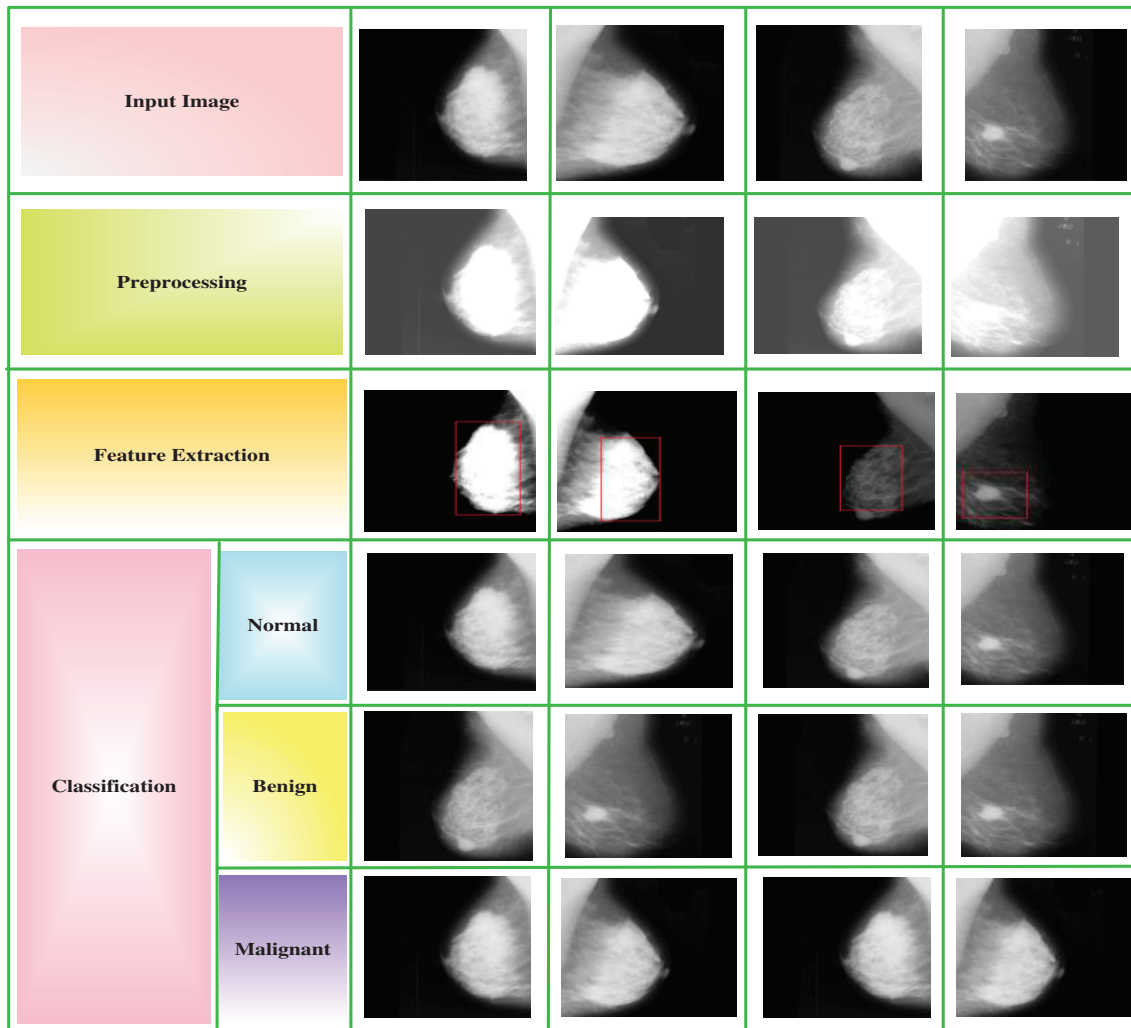 Input Image
Preprocessing
Feature Extraction
Classification
Normal
Benign
Malignant